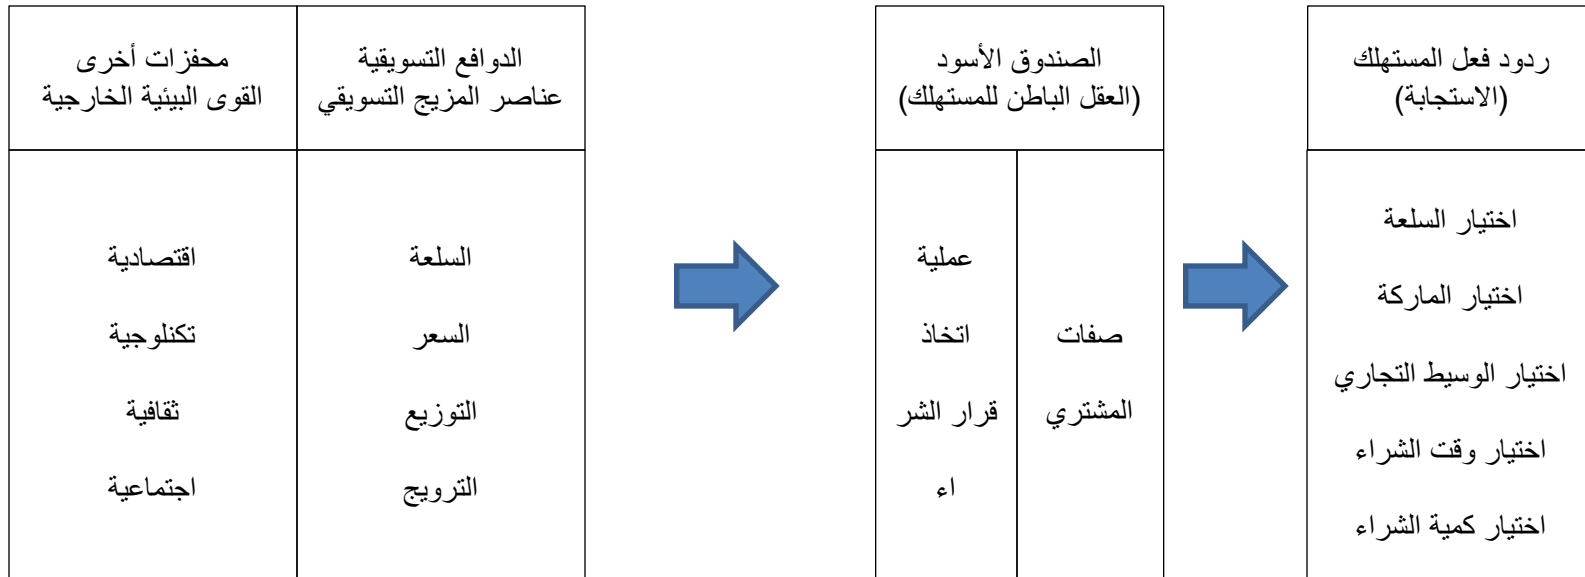 محفزات أخرى
القوى البيئية الخارجية
اقتصادية
تكنلوجية
ثقافية
اجتماعية
الدوافع التسويقية
عناصر المزيج التسويقي
السلعة
السعر
التوزيع
الترويج
الصندوق الأسود
(العقل الباطن للمستهلك)
عملية
اتخاذ
قرار الشر
اء
صفات
المشتري
ردود فعل المستهلك
(الاستجابة)
اختيار السلعة
اختيار الماركة
اختيار الوسيط التجاري
اختيار وقت الشراء
اختيار كمية الشراء